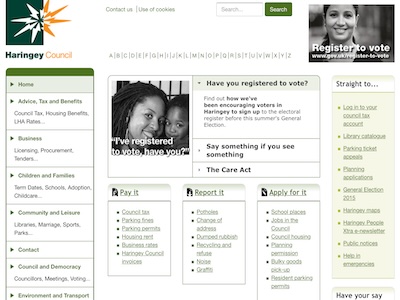 Contact us | Use of cookies
Search
Haringey Council
A|B|C|D|E|F|G|H|I|J|K|L|M|N|O|P|Q|R|S|T|U|V|W|X|Y|Z
Register to vote
www.gov.uk/register-to-vote
Home
Advice, Tax and Benefits
Council Tax, Housing Benefits,
LHA Rates...
Business
Licensing, Procurement,
Tenders...
Children and Families
Term Dates, Schools, Adoption,
Childcare...
Community and Leisure
Libraries, Marriage, Sports,
Parks...
Contact
Council and Democracy
Councillors, Meetings, Voting...
Environment and Transport
"I've registered
to vote, have you?"
Have you registered to vote?
Find out how we've
been encouraging voters in
Haringey to sign up to the electoral
register before this summer's General
Election.
Say something if you see
something
The Care Act
Pay it
Council tax
Parking fines
Parking permits
Housing rent
Business rates
Haringey Council
invoices
Report it
Potholes
Change of
address
Dumped rubbish
Recycling and
refuse
Noise
Graffiti
Apply for it
School places
Jobs in the
Council
Council housing
Planning
permission
Bulky goods
pick-up
Resident parking
permits
Straight to...
Log in to your
council tax
account
Library catalogue
Parking ticket
appeals
Planning
applications
General Election
2015
Haringey maps
Haringey People
Xtra e-newsletter
Public notices
Help in
emergencies
Have your say